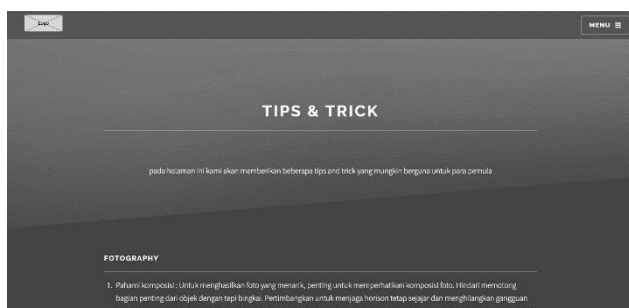 Logo
MENU
TIPS & TRICK
pada halaman ini kami akan memberikan beberapa tips and trick yang mungkin berguna untuk para pemula
FOTOGRAPHY
1. Pahami komposisi : Untuk menghasilkan foto yang menarik, penting untuk memperhatikan komposisi foto. Hindari memotong
bagian penting dari objek dengan tepi bingkai. Pertimbangkan untuk menjaga horison tetap sejajar dan menghilangkan gangguan